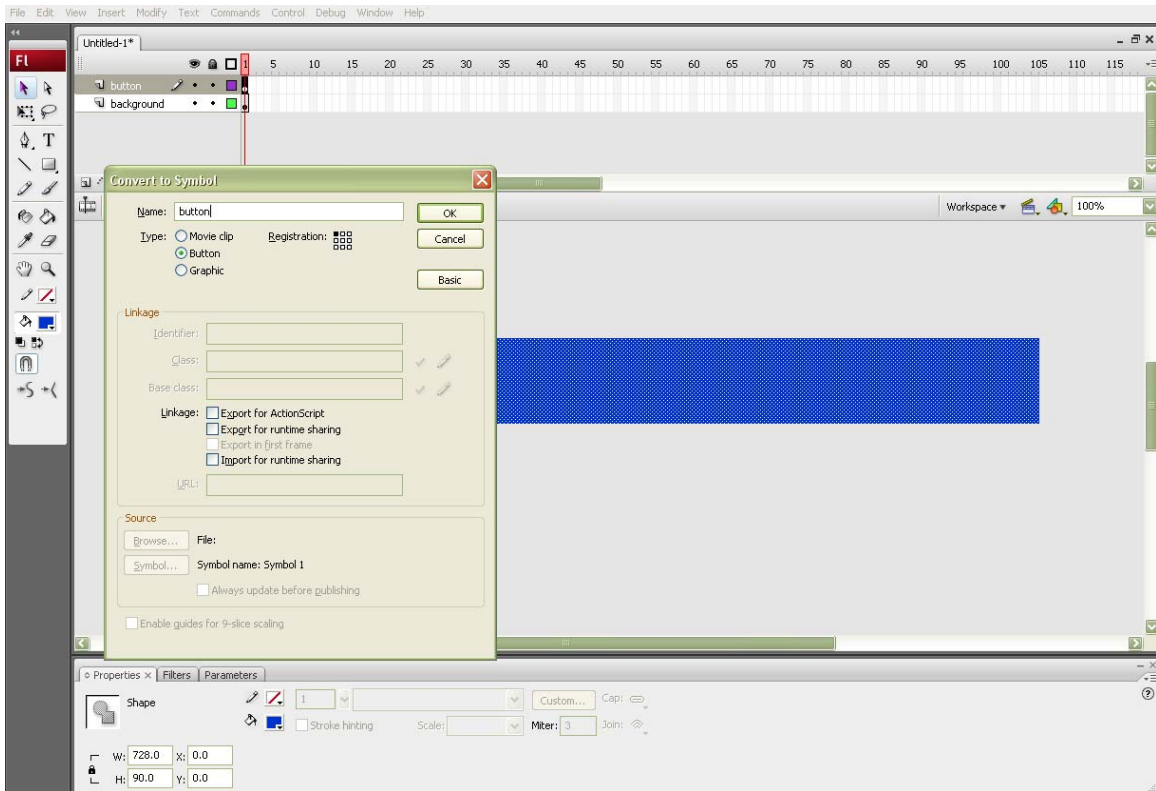 File Edit View Insert Modify Text Commands Control Debug Window Help
Untitled-1*
Fl
1 5 10 15 20 25 30 35 40 45 50 55 60 65 70 75 80 85 90 95 100 105 110 115
button
background
Convert to Symbol
Workspace 100%
Name: button OK
Type: Movie clip Registration: Cancel
Button
Graphic Basic
Linkage
Identifier:
Class:
Base class:
Linkage: Export for ActionScript
Export for runtime sharing
Export in first frame
Import for runtime sharing
URL:
Source
Browse... File:
Symbol... Symbol name: Symbol 1
Always update before publishing
Enable guides for 9-slice scaling
Properties × Filters Parameters
Shape 1 Custom... Cap:
Stroke hinting Scale: Miter: 3 Join:
W: 728.0 X: 0.0
H: 90.0 Y: 0.0